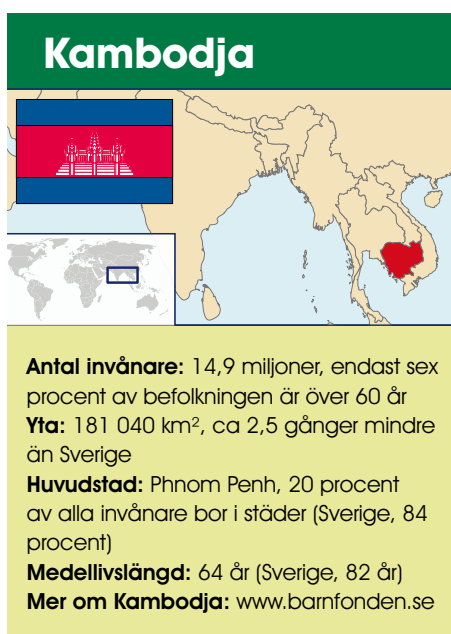 Kambodja
Antal invånare: 14,9 miljoner, endast sex
procent av befolkningen är över 60 år
Yta: 181 040 km², ca 2,5 gånger mindre
än Sverige
Huvudstad: Phnom Penh, 20 procent
av alla invånare bor i städer (Sverige, 84
procent)
Medellivslängd: 64 år (Sverige, 82 år)
Mer om Kambodja: www.barnfonden.se